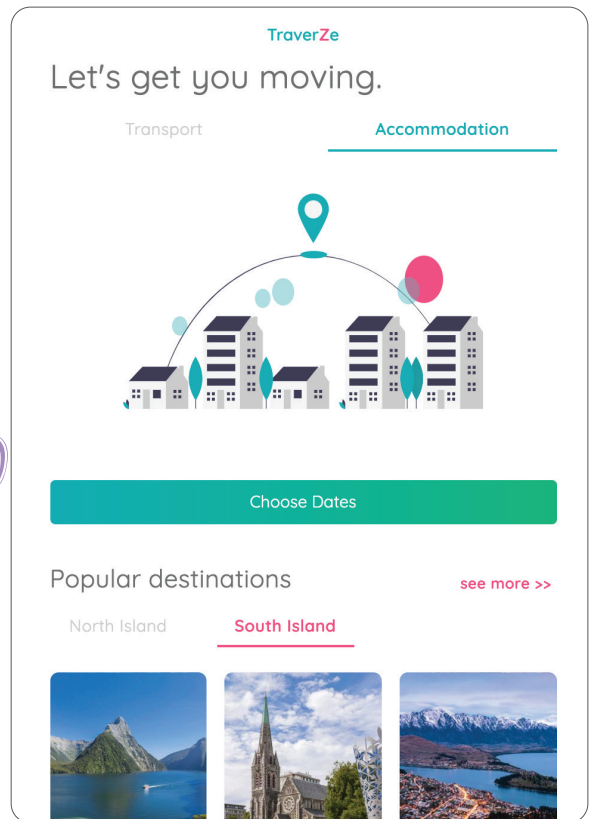 TraverZe
Let's get you moving.
Transport Accommodation
Choose Dates
Popular destinations see more >>
North Island South Island